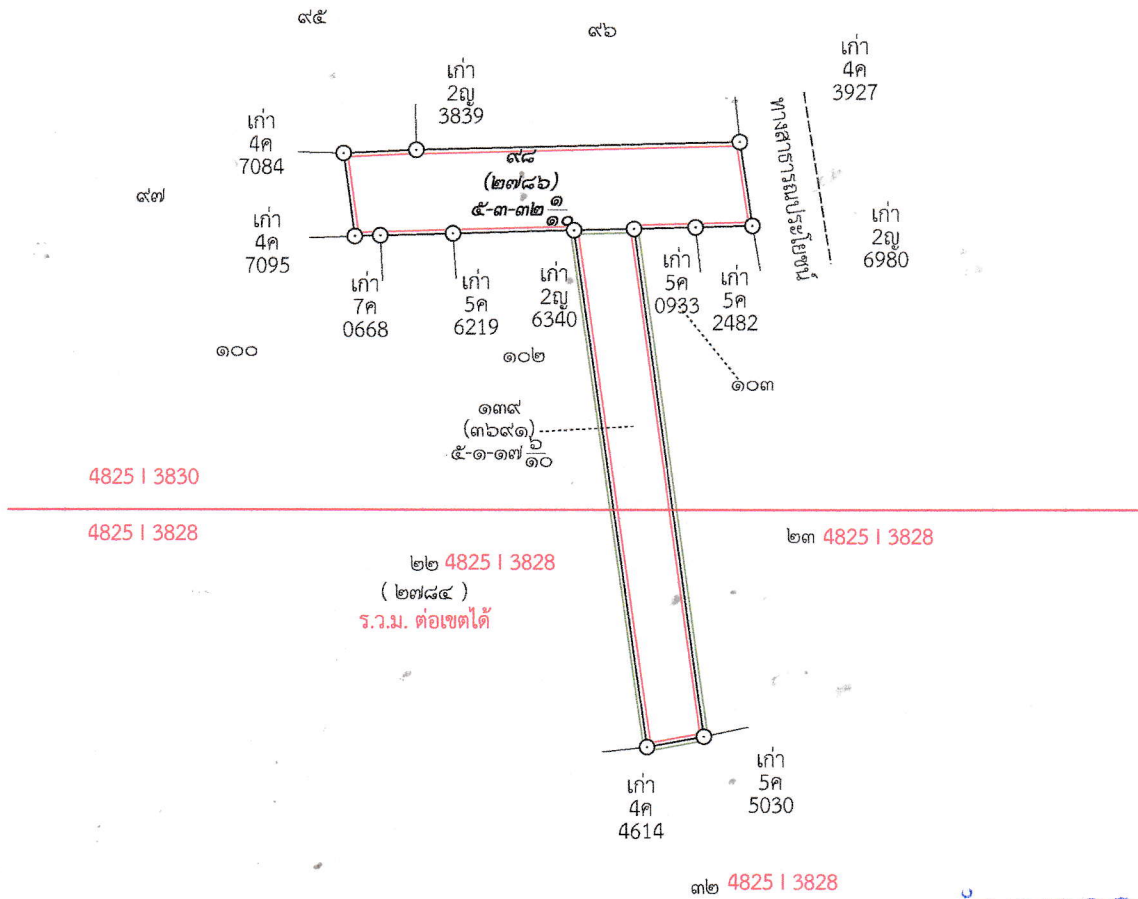 ๙๕
๙๖
เก่า
4ค
3927
เก่า
2ญ
3839
เก่า
4ค
7084
ทางสาธารณประโยชน์
๙๘
(๒๗๘๖)
๕-๓-๓๒ ๑/๑๐
๙๗
เก่า
4ค
7095
เก่า
2ญ
6980
เก่า
7ค
0668
เก่า
5ค
6219
เก่า
2ญ
6340
เก่า
5ค
0933
เก่า
5ค
2482
๑๐๐
๑๐๒
๑๐๓
๑๓๙
(๓๖๙๑)
๕-๑-๑๗ ๖/๑๐
4825 I 3830
4825 I 3828
๒๓ 4825 I 3828
๒๒ 4825 I 3828
( ๒๗๘๔ )
ร.ว.ม. ต่อเขตได้
เก่า
4ค
4614
เก่า
5ค
5030
๓๒ 4825 I 3828